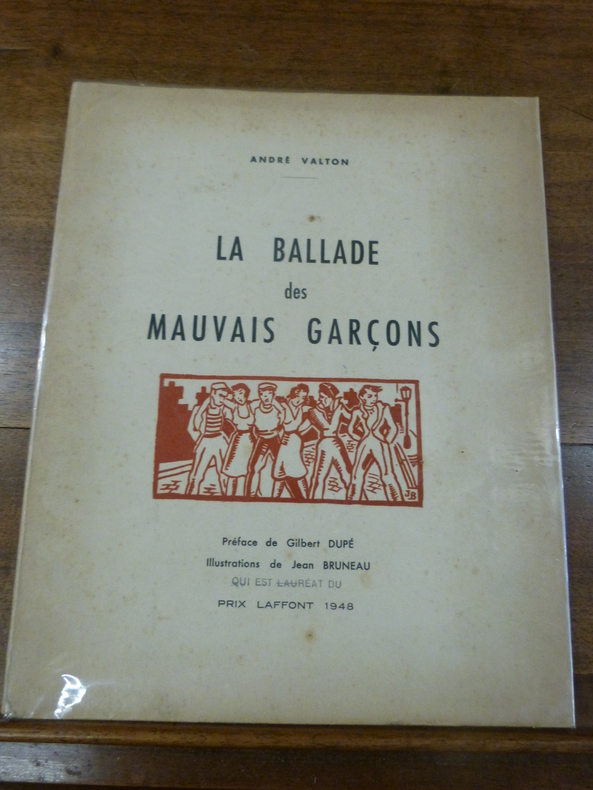 ANDRÉ VALTON
LA BALLADE
des
MAUVAIS GARÇONS
JB
Préface de Gilbert DUPÉ
Illustrations de Jean BRUNEAU
QUI EST LAURÉAT DU
PRIX LAFFONT 1948